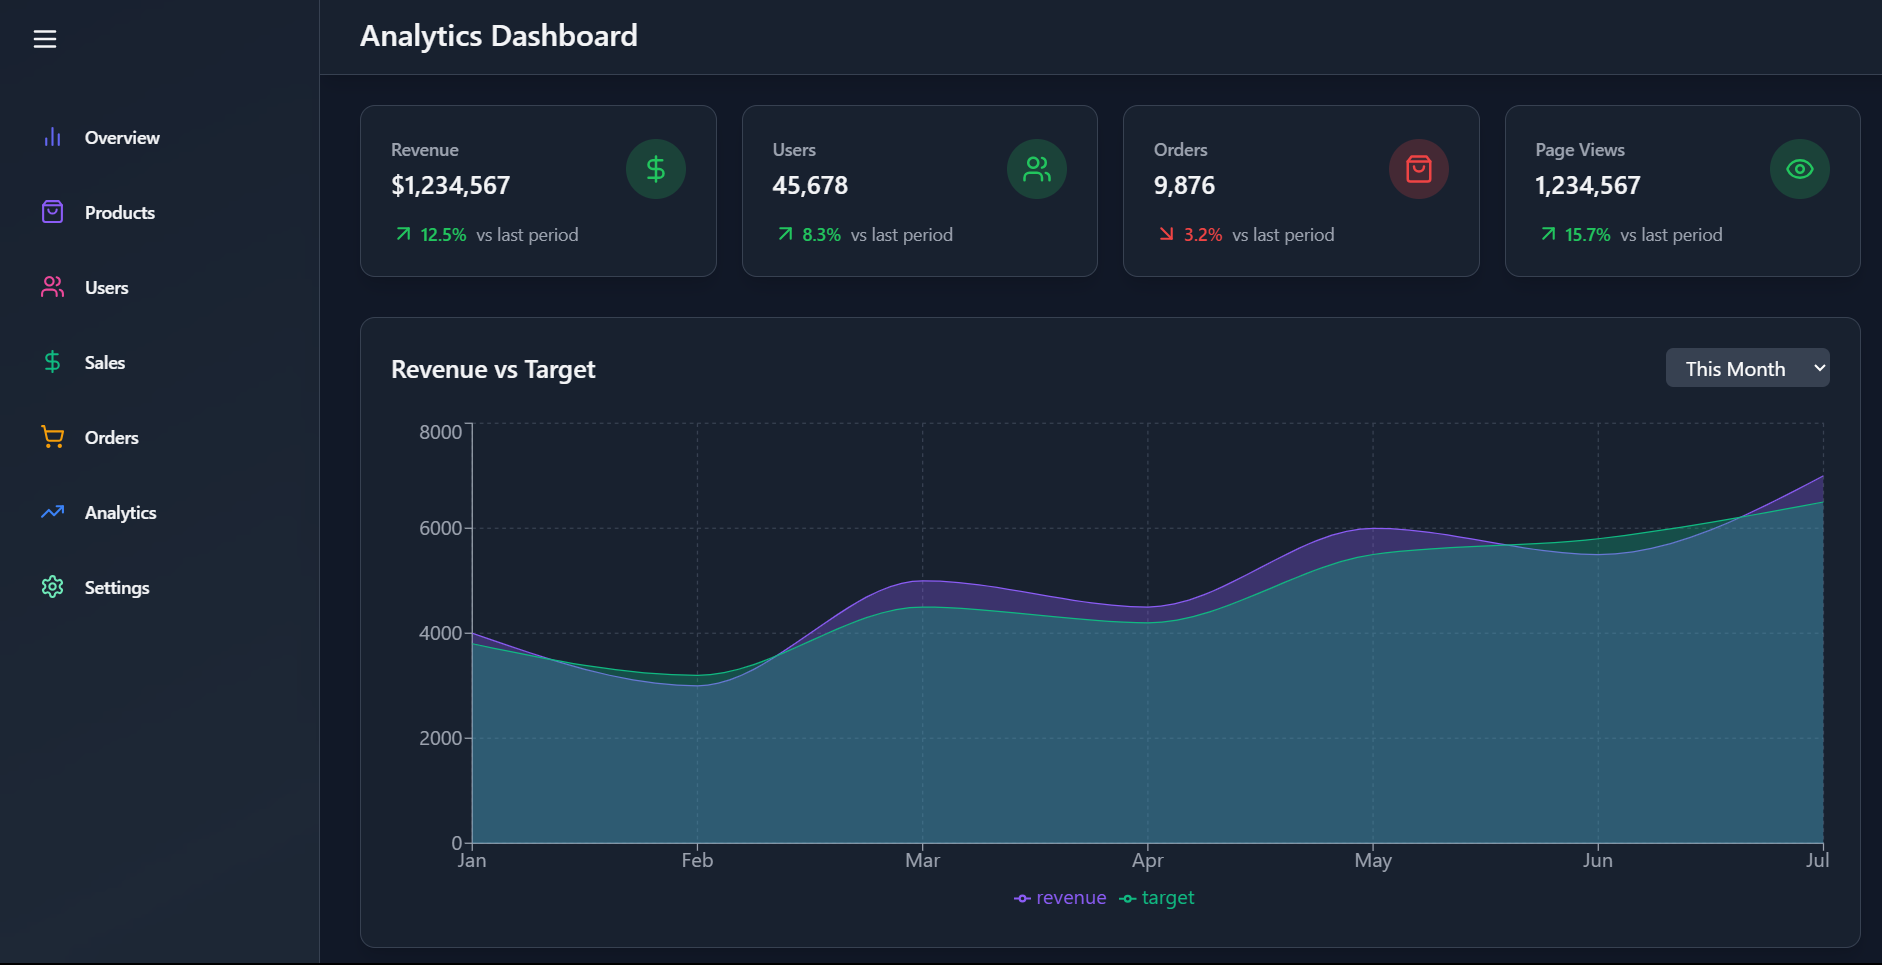 Analytics Dashboard
Overview
Products
Users
Sales
Orders
Analytics
Settings
Revenue
$1,234,567
12.5% vs last period
Users
45,678
8.3% vs last period
Orders
9,876
3.2% vs last period
Page Views
1,234,567
15.7% vs last period
Revenue vs Target
This Month
8000
6000
4000
2000
0
Jan Feb Mar Apr May Jun Jul
revenue target